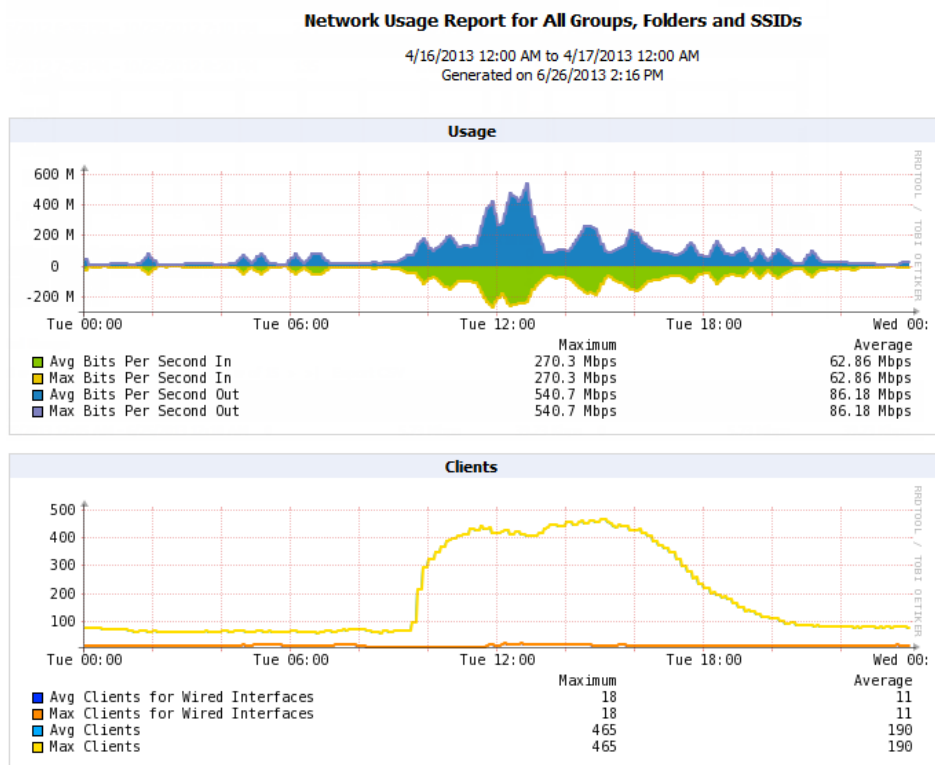 Network Usage Report for All Groups, Folders and SSIDs
4/16/2013 12:00 AM to 4/17/2013 12:00 AM
Generated on 6/26/2013 2:16 PM
Usage
600 M
400 M
200 M
0
-200 M
RRDTOOL / TOBI OETIKER
Tue 00:00 Tue 06:00 Tue 12:00 Tue 18:00 Wed 00:
Maximum Average
Avg Bits Per Second In 270.3 Mbps 62.86 Mbps
Max Bits Per Second In 270.3 Mbps 62.86 Mbps
Avg Bits Per Second Out 540.7 Mbps 86.18 Mbps
Max Bits Per Second Out 540.7 Mbps 86.18 Mbps
Clients
500
400
300
200
100
RRDTOOL / TOBI OETIKER
Tue 00:00 Tue 06:00 Tue 12:00 Tue 18:00 Wed 00:
Maximum Average
Avg Clients for Wired Interfaces 18 11
Max Clients for Wired Interfaces 18 11
Avg Clients 465 190
Max Clients 465 190